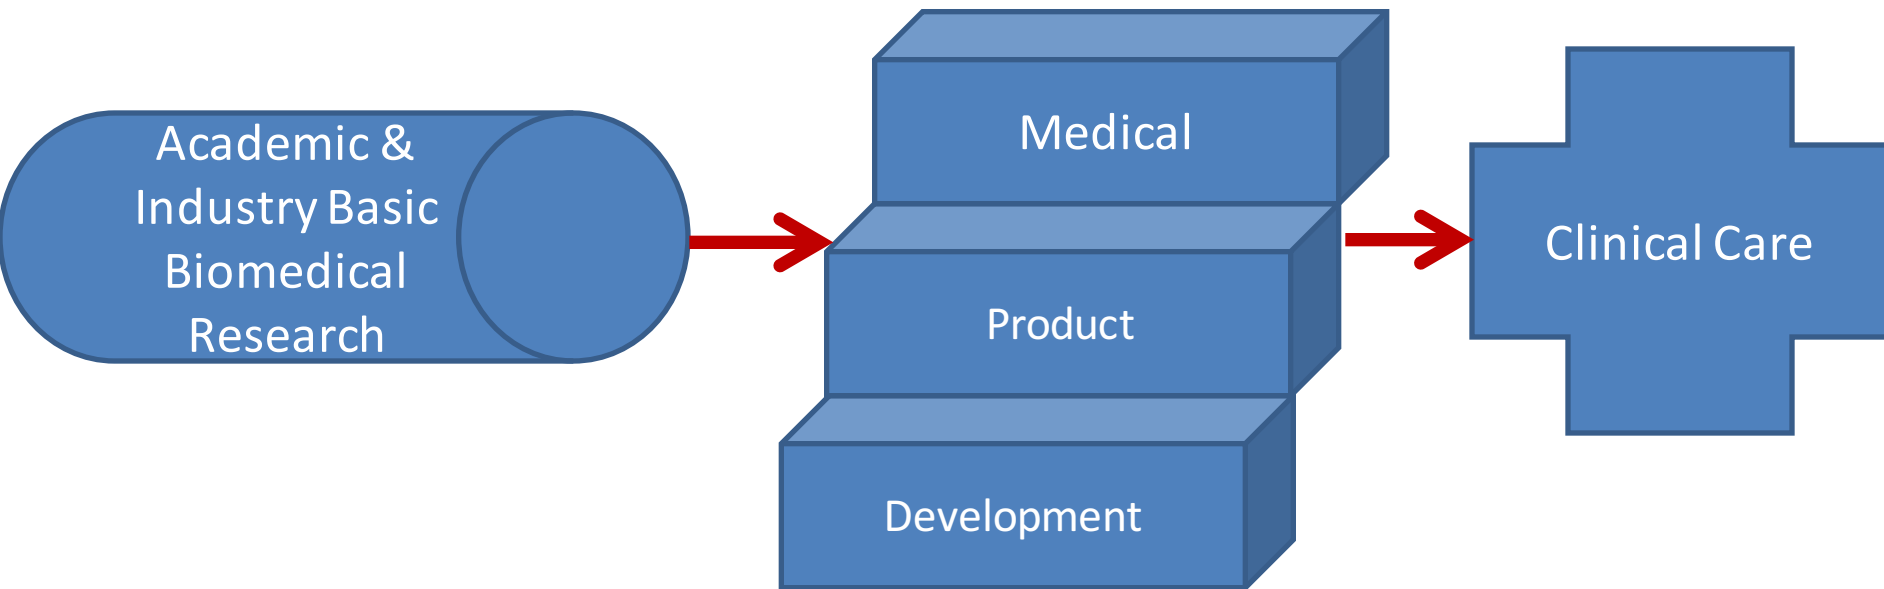 Academic &
Industry Basic
Biomedical
Research
Medical
Product
Development
Clinical Care